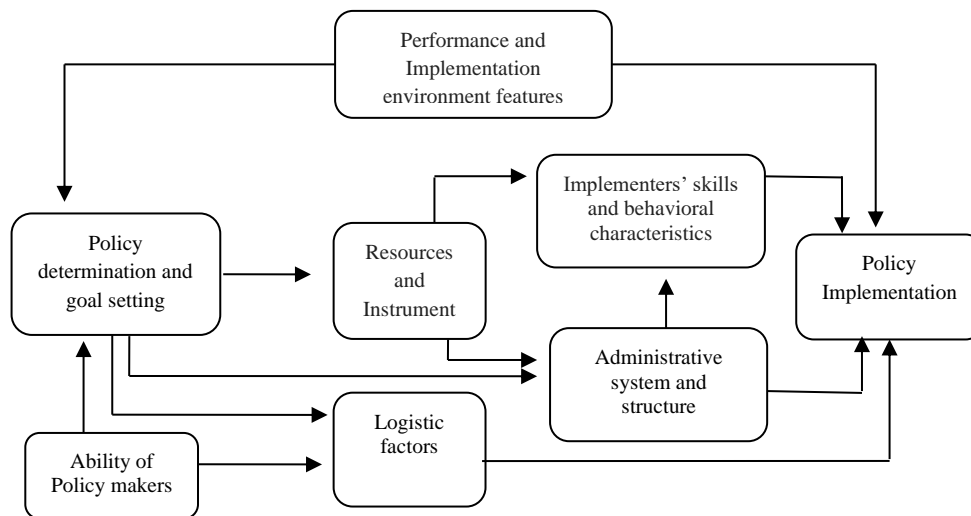 Performance and
Implementation
environment features
Implementers’ skills
and behavioral
characteristics
Policy
determination and
goal setting
Resources
and
Instrument
Policy
Implementation
Administrative
system and
structure
Logistic
factors
Ability of
Policy makers